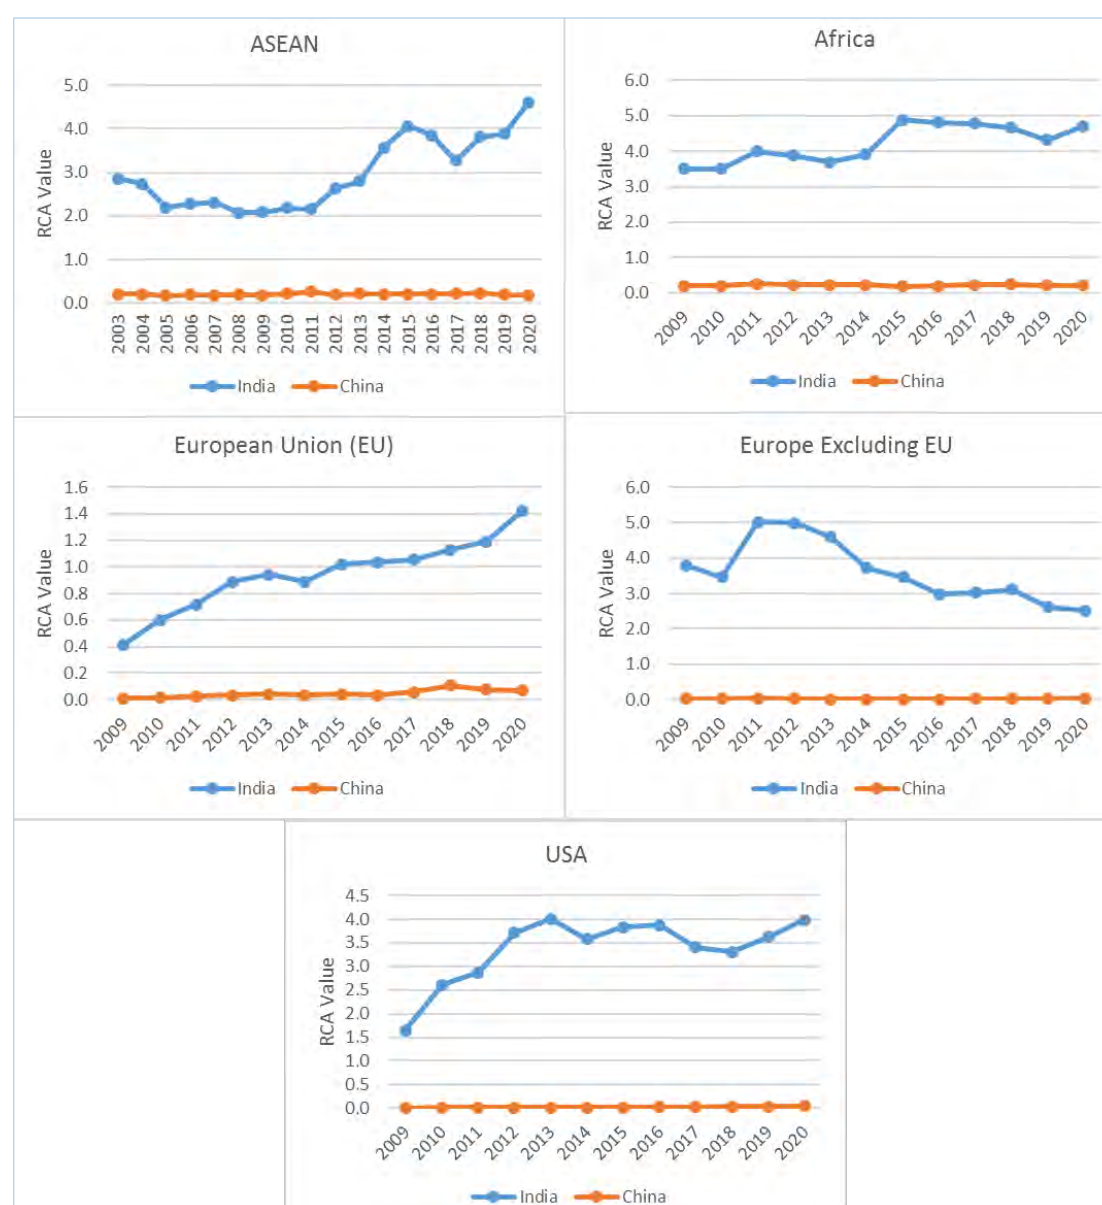 ASEAN
RCA Value
5.0
4.0
3.0
2.0
1.0
0.0
2003 2004 2005 2006 2007 2008 2009 2010 2011 2012 2013 2014 2015 2016 2017 2018 2019 2020
India China
Africa
RCA Value
6.0
5.0
4.0
3.0
2.0
1.0
0.0
2009 2010 2011 2012 2013 2014 2015 2016 2017 2018 2019 2020
India China
European Union (EU)
RCA Value
1.6
1.4
1.2
1.0
0.8
0.6
0.4
0.2
0.0
2009 2010 2011 2012 2013 2014 2015 2016 2017 2018 2019 2020
India China
Europe Excluding EU
RCA Value
6.0
5.0
4.0
3.0
2.0
1.0
0.0
2009 2010 2011 2012 2013 2014 2015 2016 2017 2018 2019 2020
India China
USA
RCA Value
4.5
4.0
3.5
3.0
2.5
2.0
1.5
1.0
0.5
0.0
2009 2010 2011 2012 2013 2014 2015 2016 2017 2018 2019 2020
India China